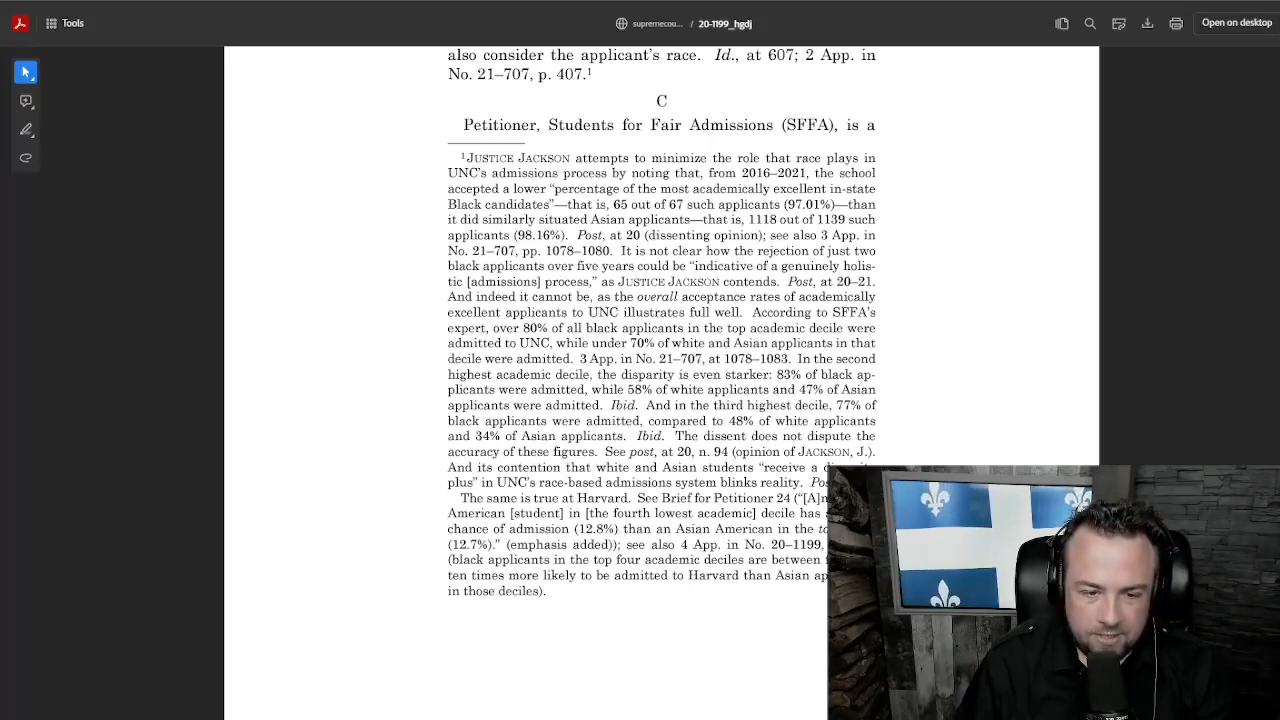 Tools
supremecou... / 20-1199_hgdj
Open on desktop
also consider the applicant's race. Id., at 607; 2 App. in
No. 21–707, p. 407.¹
C
Petitioner, Students for Fair Admissions (SFFA), is a
¹JUSTICE JACKSON attempts to minimize the role that race plays in
UNC's admissions process by noting that, from 2016–2021, the school
accepted a lower “percentage of the most academically excellent in-state
Black candidates”—that is, 65 out of 67 such applicants (97.01%)—than
it did similarly situated Asian applicants—that is, 1118 out of 1139 such
applicants (98.16%). Post, at 20 (dissenting opinion); see also 3 App. in
No. 21–707, pp. 1078–1080. It is not clear how the rejection of just two
black applicants over five years could be “indicative of a genuinely holis-
tic [admissions] process,” as JUSTICE JACKSON contends. Post, at 20–21.
And indeed it cannot be, as the overall acceptance rates of academically
excellent applicants to UNC illustrates full well. According to SFFA's
expert, over 80% of all black applicants in the top academic decile were
admitted to UNC, while under 70% of white and Asian applicants in that
decile were admitted. 3 App. in No. 21–707, at 1078–1083. In the second
highest academic decile, the disparity is even starker: 83% of black ap-
plicants were admitted, while 58% of white applicants and 47% of Asian
applicants were admitted. Ibid. And in the third highest decile, 77% of
black applicants were admitted, compared to 48% of white applicants
and 34% of Asian applicants. Ibid. The dissent does not dispute the
accuracy of these figures. See post, at 20, n. 94 (opinion of JACKSON, J.).
And its contention that white and Asian students “receive a
plus” in UNC's race-based admissions system blinks reality.
The same is true at Harvard. See Brief for Petitioner 24 (“[A]n
American [student] in [the fourth lowest academic] decile has
chance of admission (12.8%) than an Asian American in the
(12.7%).” (emphasis added)); see also 4 App. in No. 20–1199,
(black applicants in the top four academic deciles are between
ten times more likely to be admitted to Harvard than Asian
in those deciles).